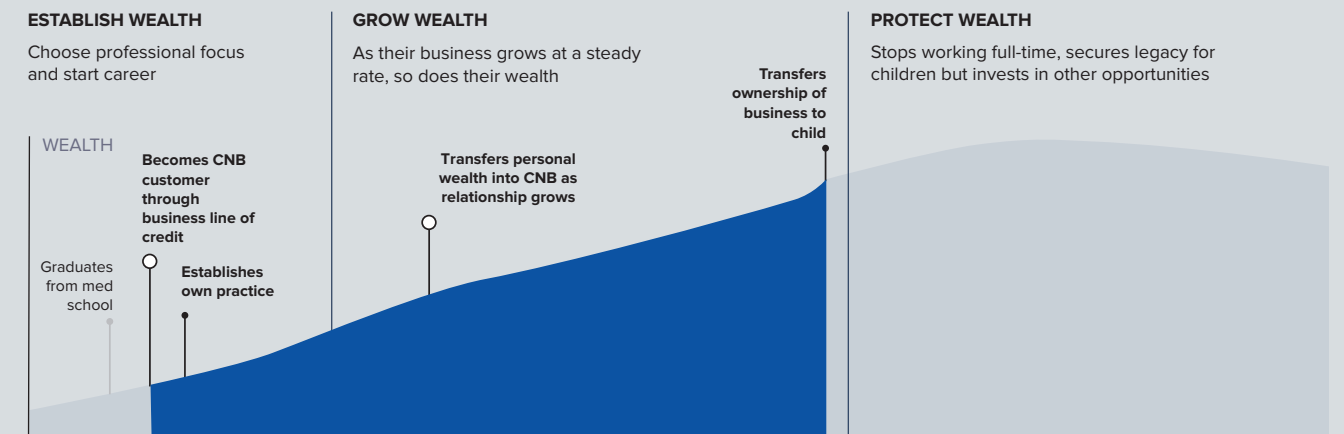 ESTABLISH WEALTH
Choose professional focus
and start career
GROW WEALTH
As their business grows at a steady
rate, so does their wealth
PROTECT WEALTH
Stops working full-time, secures legacy for
children but invests in other opportunities
WEALTH
Graduates
from med
school
Becomes CNB
customer
through
business line of
credit
Establishes
own practice
Transfers personal
wealth into CNB as
relationship grows
Transfers
ownership of
business to
child